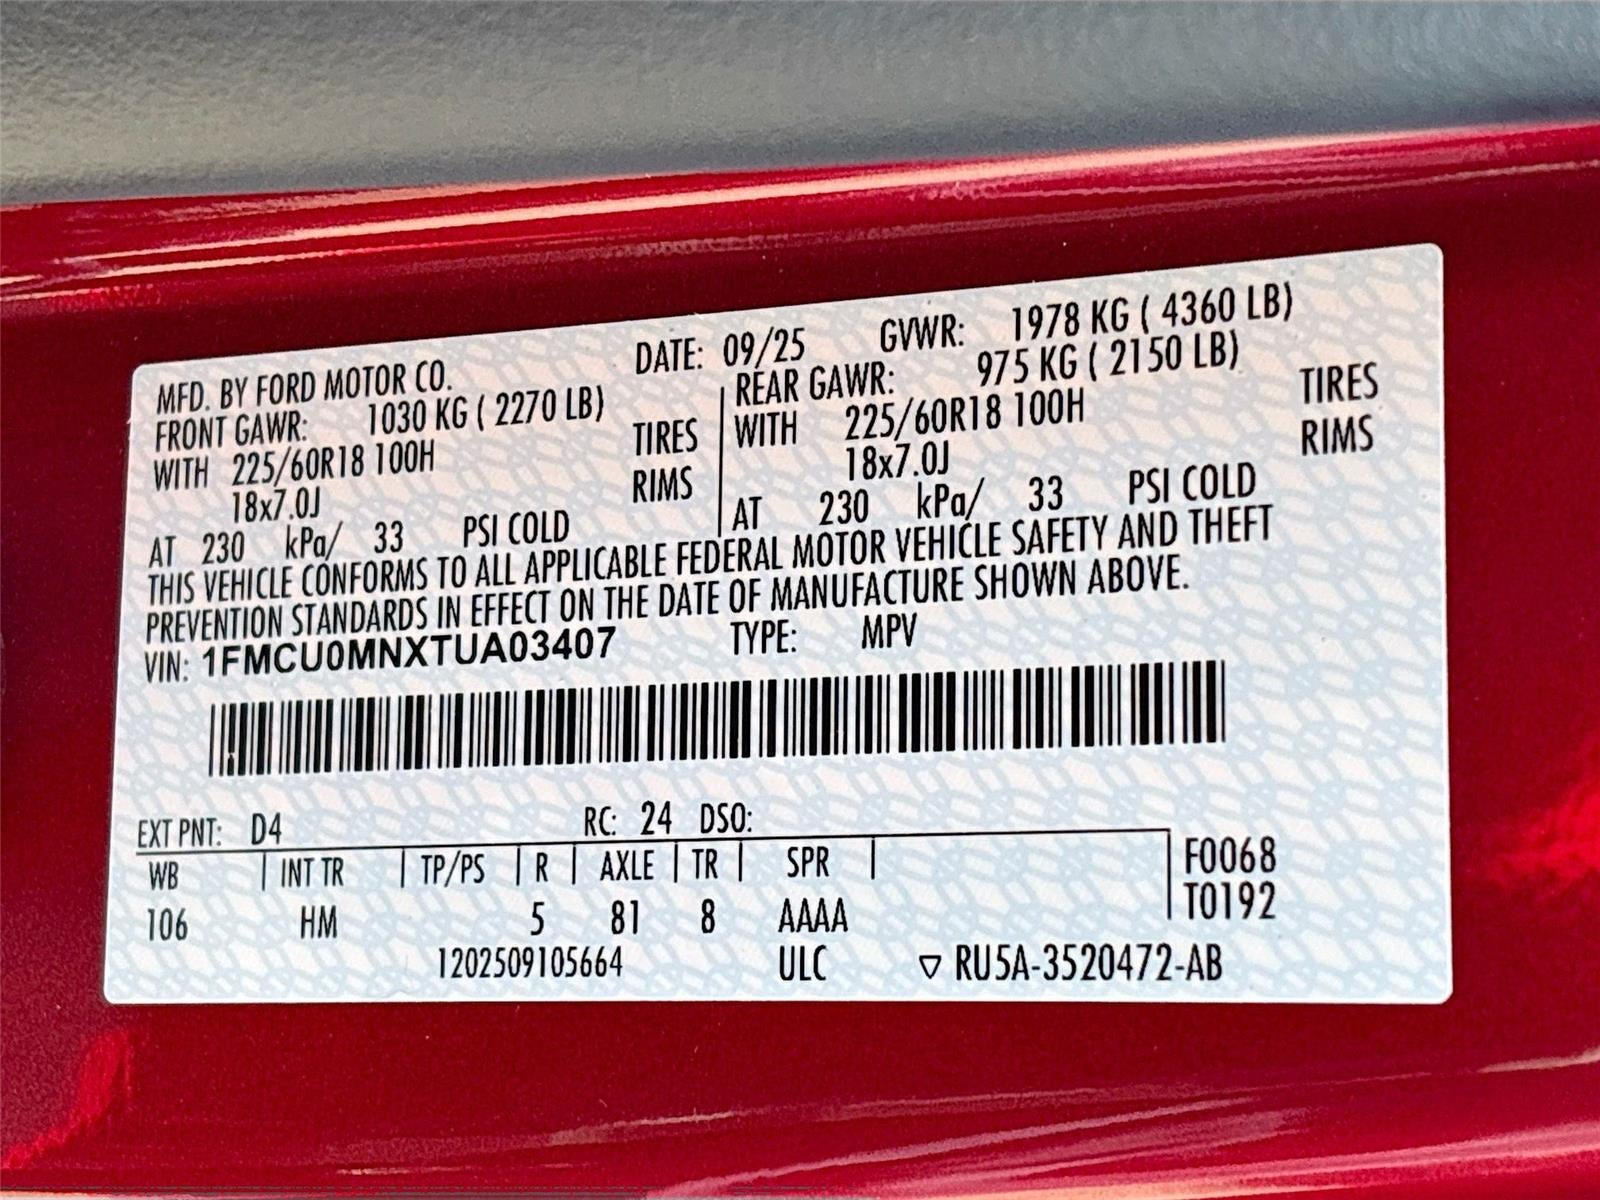 MFD. BY FORD MOTOR CO. DATE: 09/25 GVWR: 1978 KG ( 4360 LB)
FRONT GAWR: 1030 KG ( 2270 LB) REAR GAWR: 975 KG ( 2150 LB)
WITH 225/60R18 100H TIRES WITH 225/60R18 100H TIRES
18x7.0J RIMS 18x7.0J RIMS
AT 230 kPa/ 33 PSI COLD AT 230 kPa/ 33 PSI COLD
THIS VEHICLE CONFORMS TO ALL APPLICABLE FEDERAL MOTOR VEHICLE SAFETY AND THEFT
PREVENTION STANDARDS IN EFFECT ON THE DATE OF MANUFACTURE SHOWN ABOVE.
VIN: 1FMCU0MNXTUA03407 TYPE: MPV
EXT PNT: D4 RC: 24 DSO:
WB INT TR TP/PS R AXLE TR SPR F0068
106 HM 5 81 8 AAAA T0192
1202509105664 ULC ▽ RU5A-3520472-AB